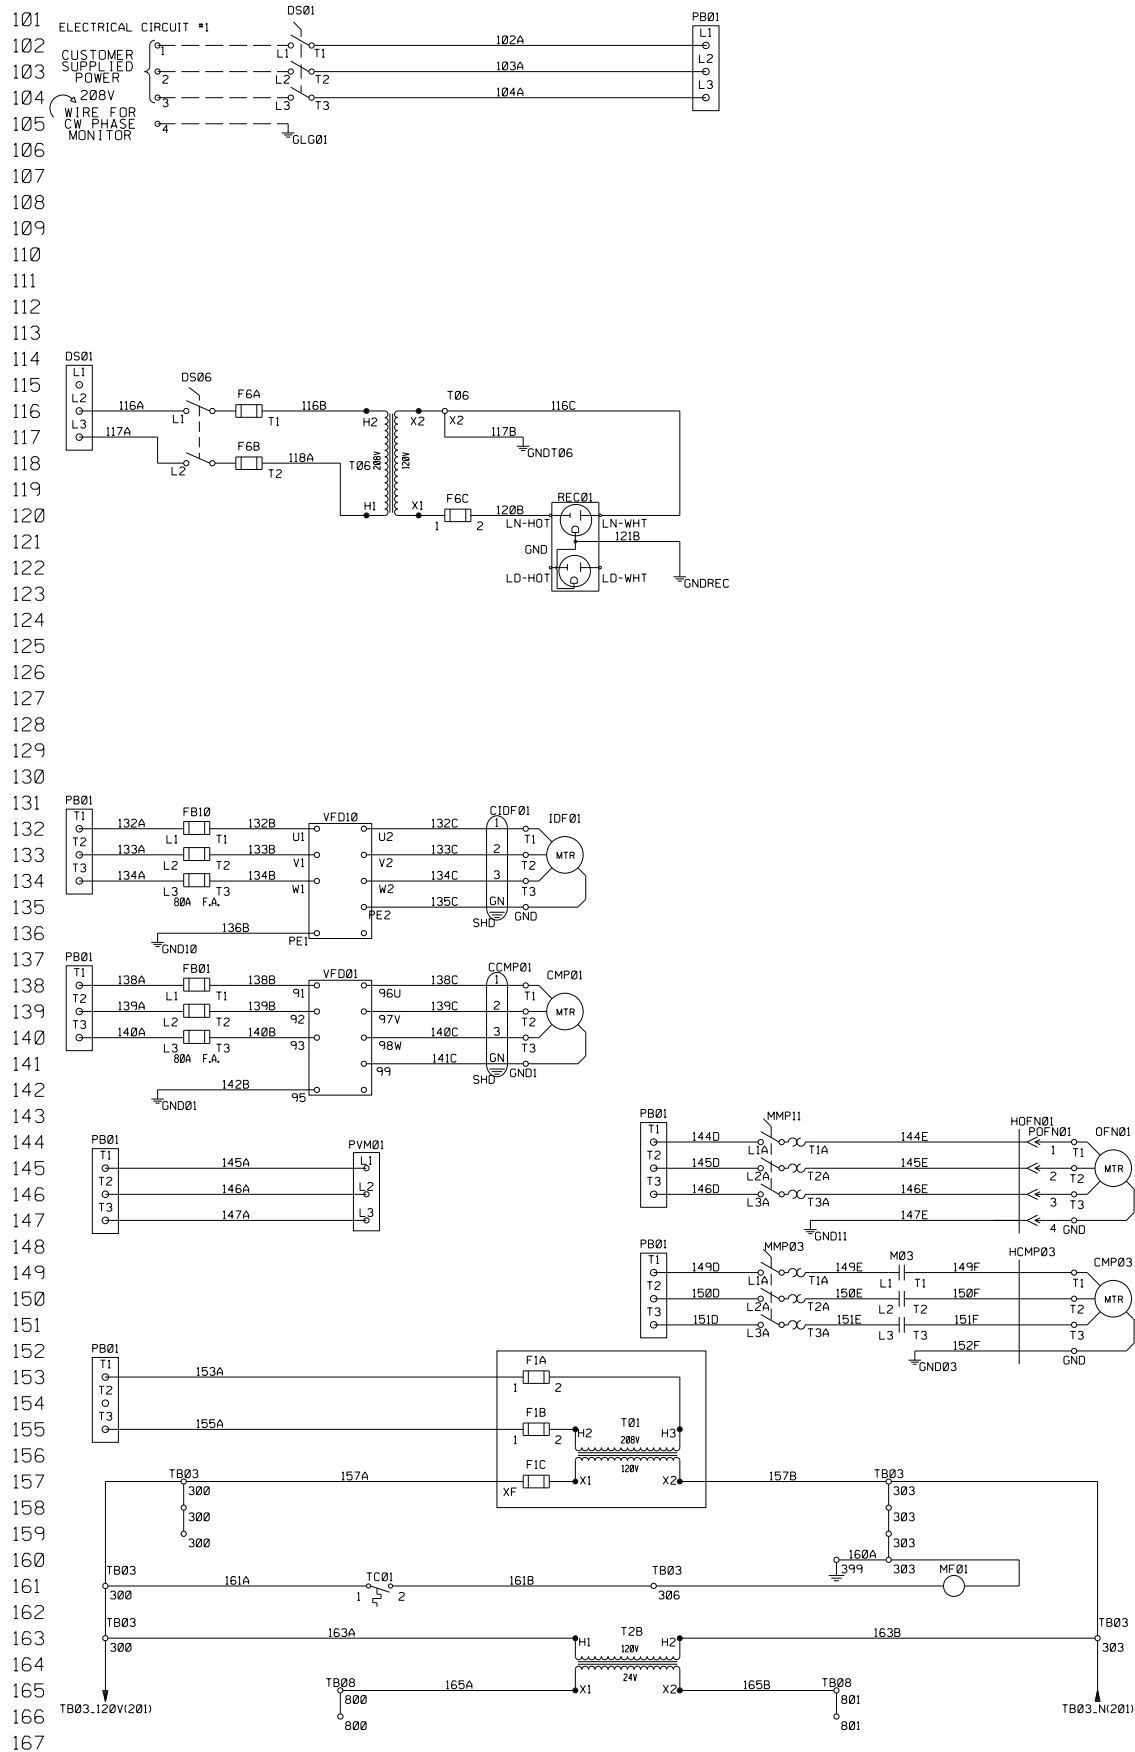 101 ELECTRICAL CIRCUIT #1 DS01 PB01
102 1 L1 T1 102A L1
CUSTOMER SUPPLIED POWER
103 2 L2 T2 103A L2
104 208V 3 L3 T3 104A L3
WIRE FOR CW PHASE MONITOR
105 4 GLG01
106
107
108
109
110
111
112
113
114 DS01
115 L1 DS06
116 L2 116A L1 F6A T1 116B H2 X2 T06 X2 116C
117 L3 117A 117B GNDT06
118 L2 F6B T2 118A T06 208V 120V
119
120 H1 X1 F6C 1 2 120B REC01 LN-HOT LN-WHT
121 GND 121B
122 LD-HOT LD-WHT GNDREC
123
124
125
126
127
128
129
130
131 PB01 FB10 VFD10 CIDF01 IDF01
132 T1 132A L1 T1 132B U1 U2 132C 1 T1
133 T2 133A L2 T2 133B V1 V2 133C 2 T2 MTR
134 T3 134A L3 T3 134B W1 W2 134C 3 T3
80A F.A.
135 PE2 135C GN SHD GND
136 GND10 136B PE1
137 PB01 FB01 VFD01 CCMP01 CMP01
138 T1 138A L1 T1 138B 91 96U 138C 1 T1
139 T2 139A L2 T2 139B 92 97V 139C 2 T2 MTR
140 T3 140A L3 T3 140B 93 98W 140C 3 T3
80A F.A.
141 99 141C GN SHD GND1
142 GND01 142B 95
143 PB01 MMP11 HOFN01 POFN01 OFN01
144 PB01 PVM01 T1 144D L1A T1A 144E 1 T1
145 T1 145A L1 T2 145D L2A T2A 145E 2 T2 MTR
146 T2 146A L2 T3 146D L3A T3A 146E 3 T3
147 T3 147A L3 GND11 147E 4 GND
148 PB01 MMP03 M03 HCMP03 CMP03
149 T1 149D L1A T1A 149E L1 T1 149F T1
150 T2 150D L2A T2A 150E L2 T2 150F T2 MTR
151 T3 151D L3A T3A 151E L3 T3 151F T3
152 PB01 GND03 152F GND
153 T1 153A F1A 1 2
154 T2
155 T3 155A F1B 1 2 H2 T01 208V H3
156 120V
157 TB03 300 157A F1C XF X1 X2 157B TB03 303
158 300 303
159 300 303
160 160A 399 303
161 TB03 300 161A TC01 1 2 161B TB03 306 MF01
162
163 TB03 300 163A H1 T2B 120V H2 163B TB03 303
164 24V
165 TB08 800 165A X1 X2 165B TB08 801
TB03_120V(201) TB03_N(201)
166 800 801
167